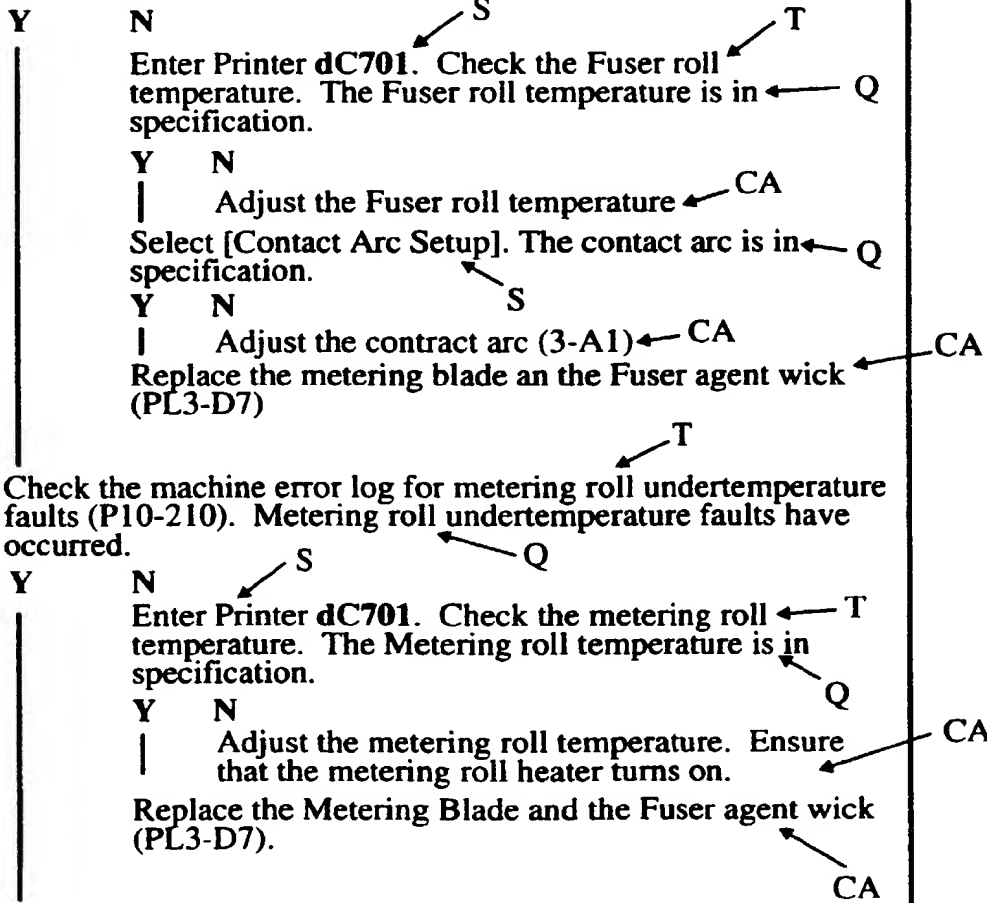 S
Y N T
Enter Printer dC701. Check the Fuser roll
temperature. The Fuser roll temperature is in Q
specification.
Y N
Adjust the Fuser roll temperature CA
Select [Contact Arc Setup]. The contact arc is in Q
specification.
S
Y N
Adjust the contract arc (3-A1) CA
CA
Replace the metering blade an the Fuser agent wick
(PL3-D7)
T
Check the machine error log for metering roll undertemperature
faults (P10-210). Metering roll undertemperature faults have
occurred.
Q
S
Y N
Enter Printer dC701. Check the metering roll T
temperature. The Metering roll temperature is in
specification.
Q
Y N
Adjust the metering roll temperature. Ensure CA
that the metering roll heater turns on.
Replace the Metering Blade and the Fuser agent wick
(PL3-D7).
CA